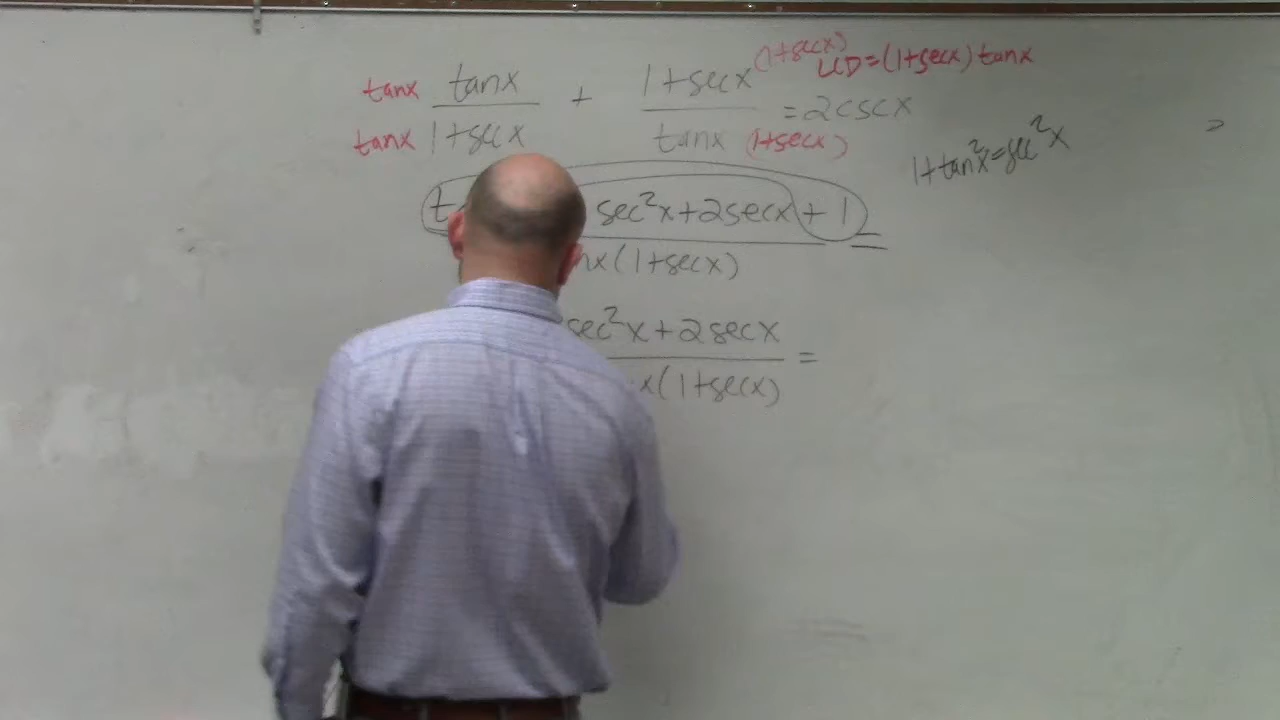 (1+secx)
LCD=(1+secx)tanx
tanx tanx + 1+secx =2cscx
tanx 1+secx tanx (1+secx)
1+tan²x=sec²x
sec²x+2secx+1 =
nx(1+secx)
sec²x+2secx =
x(1+secx)